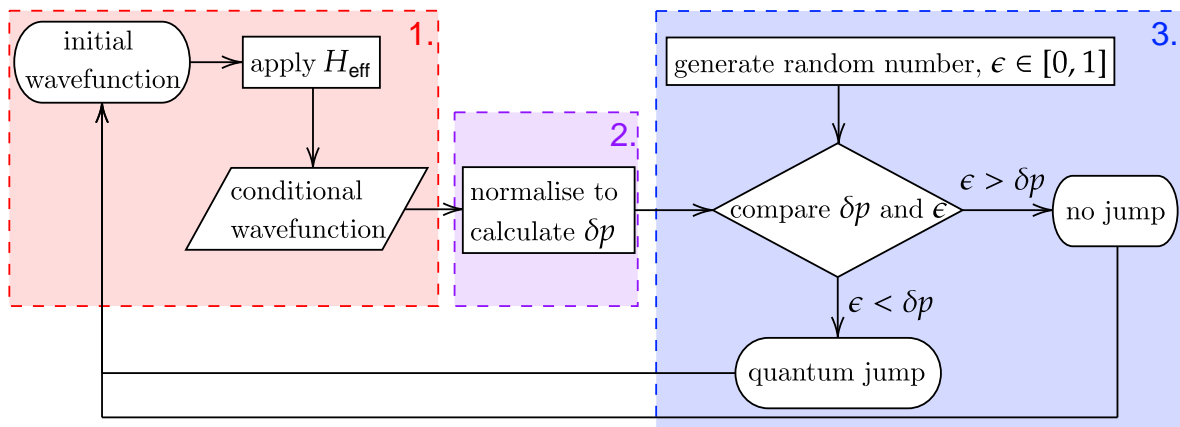 1.
initial
wavefunction
apply H_eff
conditional
wavefunction
2.
normalise to
calculate δp
3.
generate random number, ϵ ∈ [0, 1]
compare δp and ϵ
ϵ > δp
no jump
ϵ < δp
quantum jump